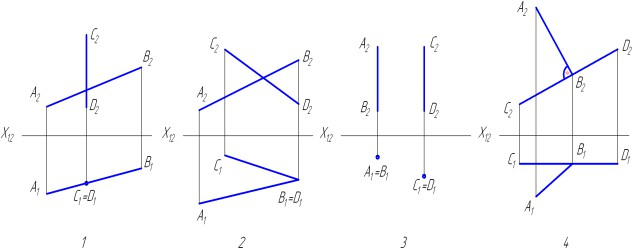 C₂
B₂
A₂
D₂
X₁₂
A₁
B₁
C₁=D₁
1
C₂
B₂
A₂
D₂
X₁₂
C₁
A₁
B₁=D₁
2
A₂
C₂
B₂
D₂
X₁₂
A₁=B₁
C₁=D₁
3
A₂
D₂
B₂
C₂
X₁₂
C₁
B₁
D₁
A₁
4